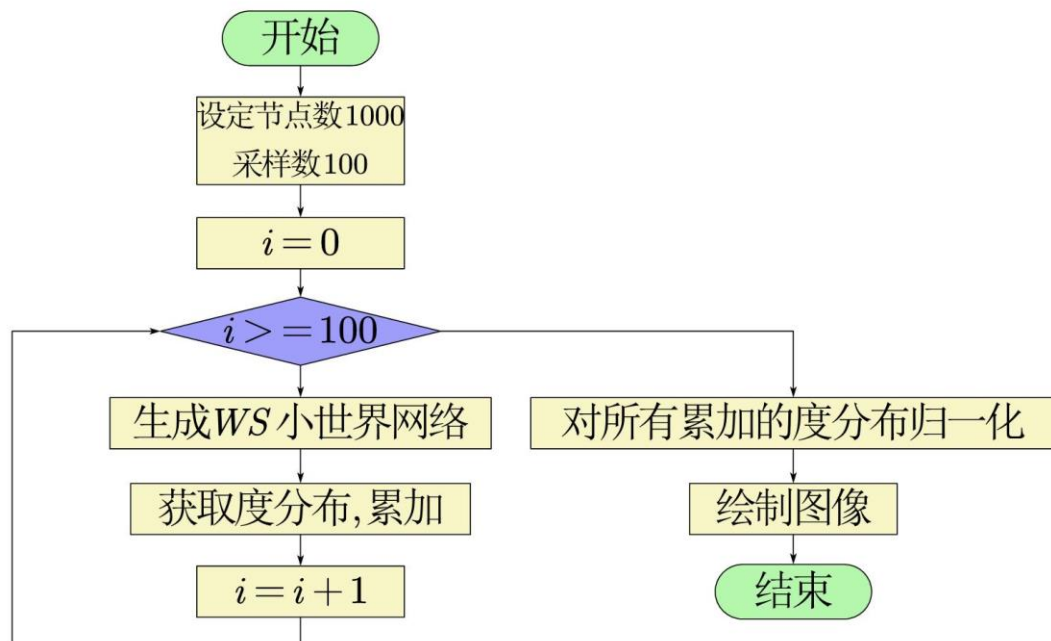 开始
设定节点数1000
采样数100
i=0
i>=100
生成WS小世界网络
对所有累加的度分布归一化
获取度分布,累加
绘制图像
i=i+1
结束